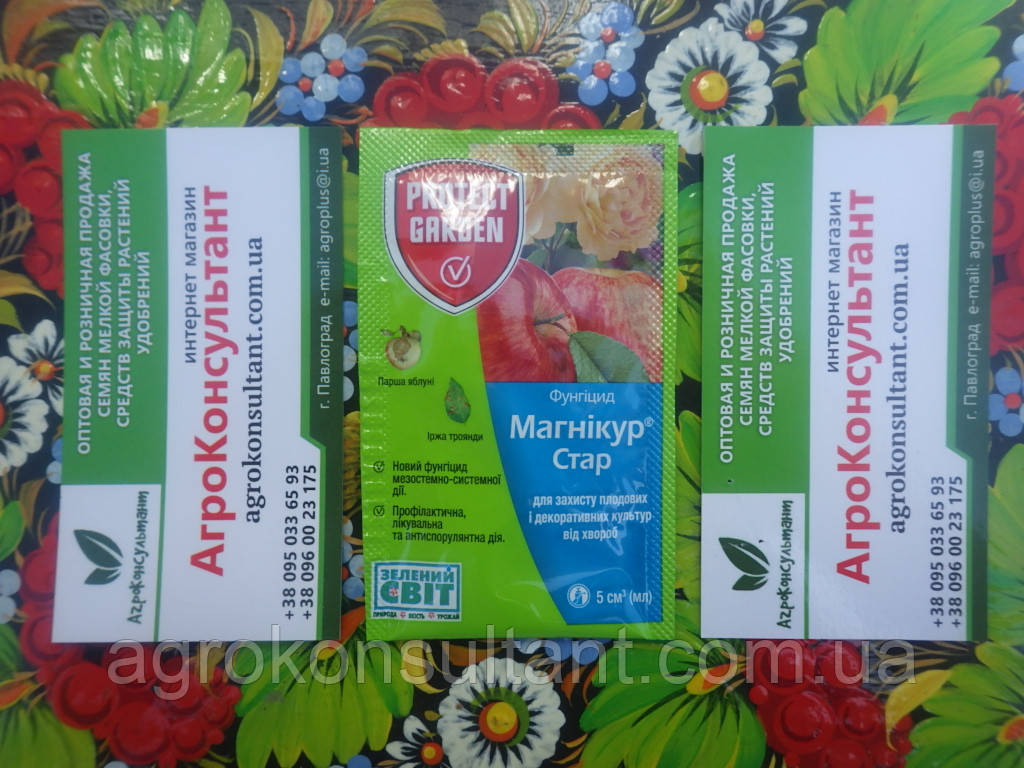 ОПТОВАЯ И РОЗНИЧНАЯ ПРОДАЖА
СЕМЯН МЕЛКОЙ ФАСОВКИ,
СРЕДСТВ ЗАЩИТЫ РАСТЕНИЙ
УДОБРЕНИЙ
интернет магазин
АгроКонсультант
agrokonsultant.com.ua
г. Павлоград e-mail: agroplus@i.ua
+38 095 033 65 93
+38 096 00 23 175
АгроКонсультант
PROTECT
GARDEN
Парша яблуні
Іржа троянди
Новий фунгіцид
мезостемно-системної
дії.
Профілактична,
лікувальна
та антиспорулянтна дія.
ЗЕЛЕНИЙ
СВІТ
ПРИРОДА ЯКІСТЬ УРОЖАЙ
Фунгіцид
Магнікур®
Стар
для захисту плодових
і декоративних культур
від хвороб
5 см³ (мл)
ОПТОВАЯ И РОЗНИЧНАЯ ПРОДАЖА
СЕМЯН МЕЛКОЙ ФАСОВКИ,
СРЕДСТВ ЗАЩИТЫ РАСТЕНИЙ
УДОБРЕНИЙ
интернет магазин
АгроКонсультант
agrokonsultant.com.ua
г. Павлоград e-mail: agroplus@i.ua
+38 095 033 65 93
+38 096 00 23 175
АгроКонсультант
agrokonsultant.com.ua